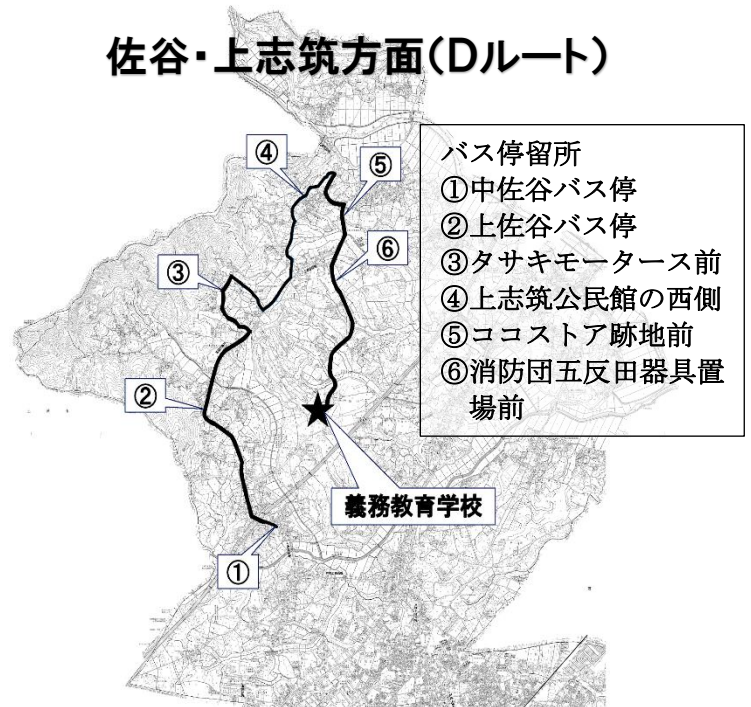 佐谷・上志筑方面(Dルート)
バス停留所
①中佐谷バス停
②上佐谷バス停
③タサキモータース前
④上志筑公民館の西側
⑤ココストア跡地前
⑥消防団五反田器具置
場前
④
⑤
⑥
③
②
義務教育学校
①